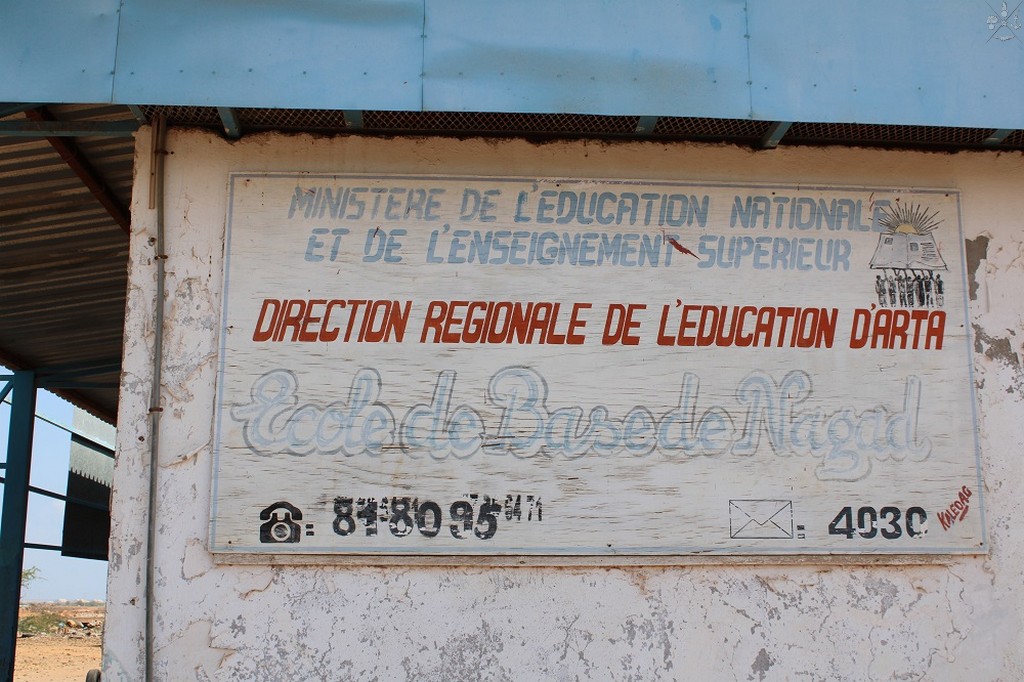 MINISTERE DE L'EDUCATION NATIONALE
ET DE L'ENSEIGNEMENT SUPERIEUR
DIRECTION REGIONALE DE L'EDUCATION D'ARTA
Ecole de Base de Nagad
: 4030
KALEDAG